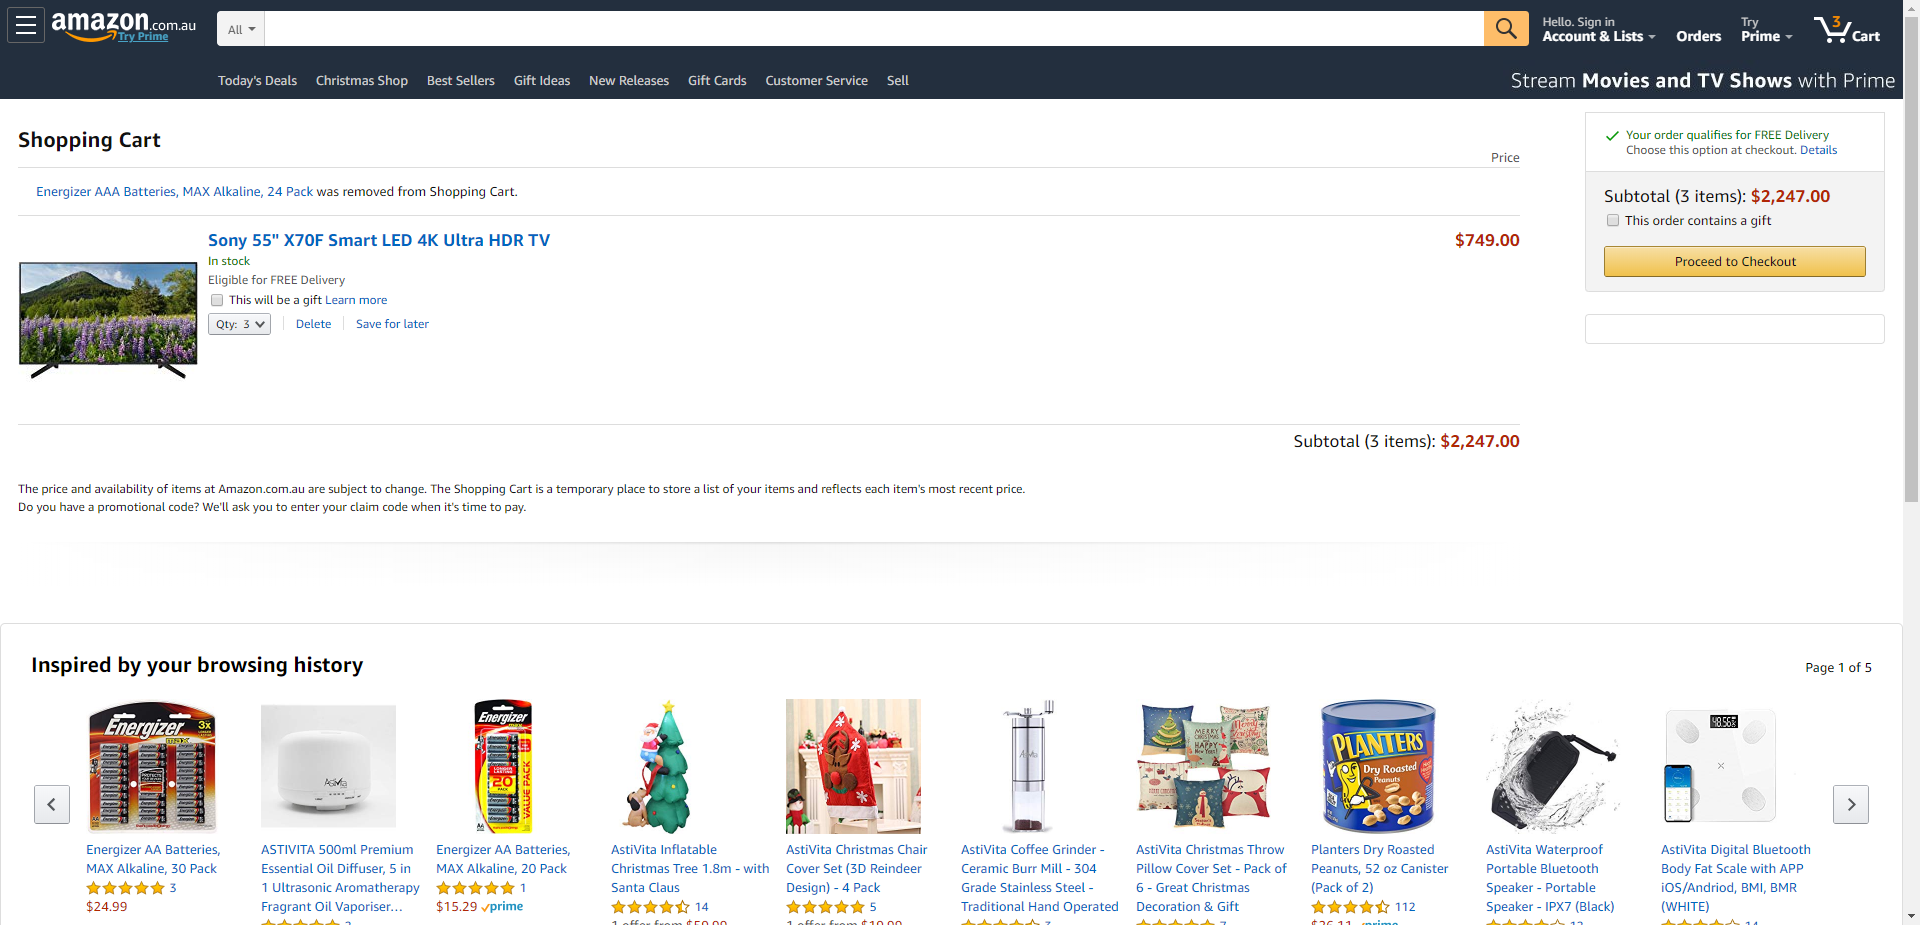 amazon.com.au
Try Prime
All
Hello. Sign in
Account & Lists
Orders
Try
Prime
3
Cart
Today's Deals
Christmas Shop
Best Sellers
Gift Ideas
New Releases
Gift Cards
Customer Service
Sell
Stream Movies and TV Shows with Prime
Shopping Cart
Price
Energizer AAA Batteries, MAX Alkaline, 24 Pack was removed from Shopping Cart.
Sony 55" X70F Smart LED 4K Ultra HDR TV
$749.00
In stock
Eligible for FREE Delivery
This will be a gift Learn more
Qty: 3
Delete
Save for later
Subtotal (3 items): $2,247.00
Your order qualifies for FREE Delivery
Choose this option at checkout. Details
Subtotal (3 items): $2,247.00
This order contains a gift
Proceed to Checkout
The price and availability of items at Amazon.com.au are subject to change. The Shopping Cart is a temporary place to store a list of your items and reflects each item's most recent price.
Do you have a promotional code? We'll ask you to enter your claim code when it's time to pay.
Inspired by your browsing history
Page 1 of 5
Energizer AA Batteries,
MAX Alkaline, 30 Pack
3
$24.99
ASTIVITA 500ml Premium
Essential Oil Diffuser, 5 in
1 Ultrasonic Aromatherapy
Fragrant Oil Vaporiser...
Energizer AA Batteries,
MAX Alkaline, 20 Pack
1
$15.29 prime
AstiVita Inflatable
Christmas Tree 1.8m - with
Santa Claus
14
1 offer from $59.99
AstiVita Christmas Chair
Cover Set (3D Reindeer
Design) - 4 Pack
5
1 offer from $19.99
AstiVita Coffee Grinder -
Ceramic Burr Mill - 304
Grade Stainless Steel -
Traditional Hand Operated
AstiVita Christmas Throw
Pillow Cover Set - Pack of
6 - Great Christmas
Decoration & Gift
Planters Dry Roasted
Peanuts, 52 oz Canister
(Pack of 2)
112
$26.11 prime
AstiVita Waterproof
Portable Bluetooth
Speaker - Portable
Speaker - IPX7 (Black)
AstiVita Digital Bluetooth
Body Fat Scale with APP
iOS/Andriod, BMI, BMR
(WHITE)